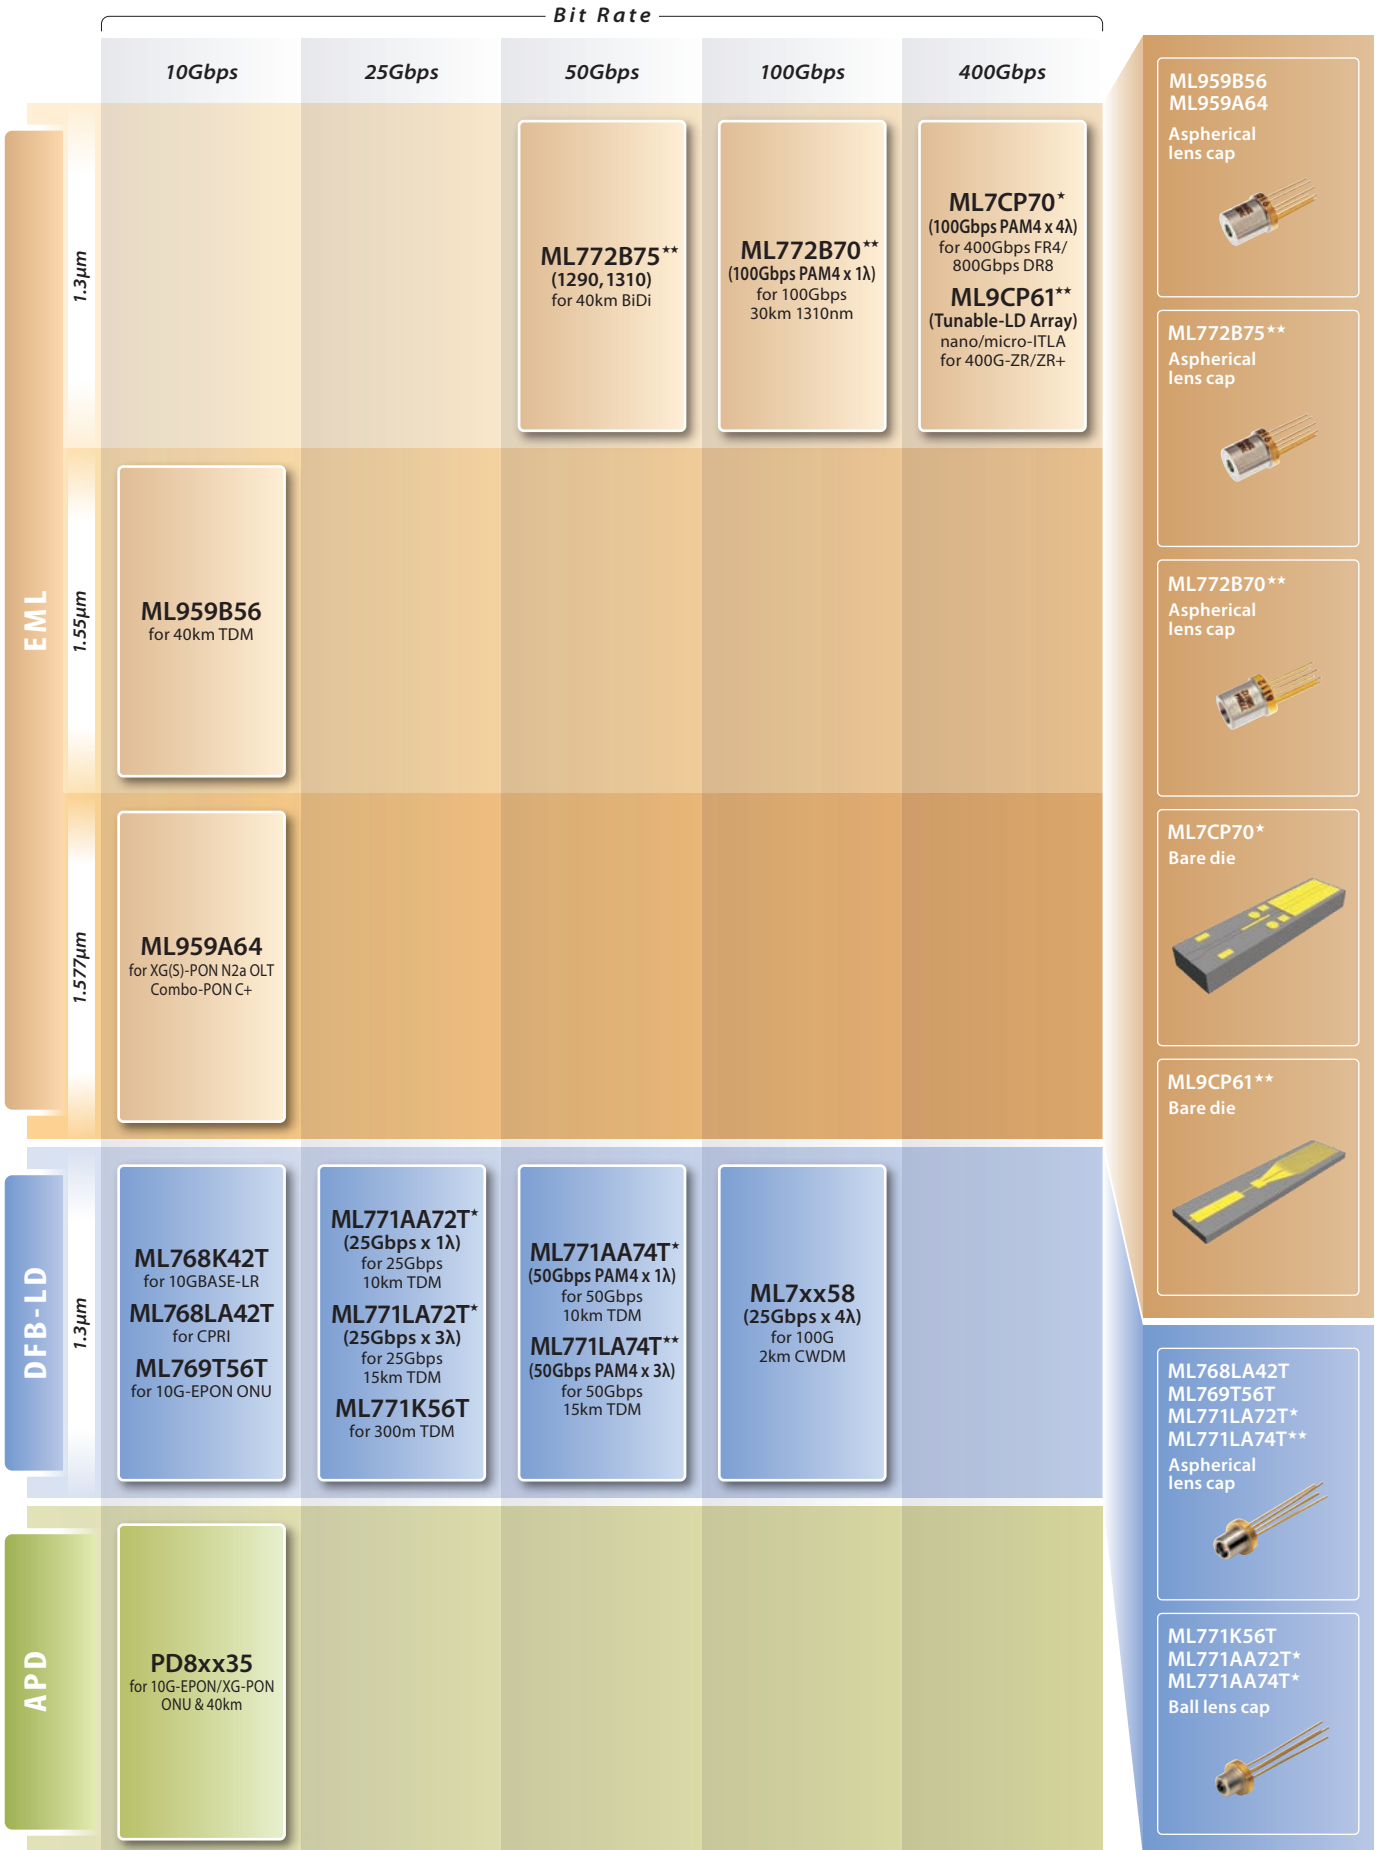 Bit Rate
10Gbps
25Gbps
50Gbps
100Gbps
400Gbps
EML
1.3μm
ML772B75★★
(1290, 1310)
for 40km BiDi
ML772B70★★
(100Gbps PAM4 x 1λ)
for 100Gbps
30km 1310nm
ML7CP70★
(100Gbps PAM4 x 4λ)
for 400Gbps FR4/
800Gbps DR8
ML9CP61★★
(Tunable-LD Array)
nano/micro-ITLA
for 400G-ZR/ZR+
1.55μm
ML959B56
for 40km TDM
1.577μm
ML959A64
for XG(S)-PON N2a OLT
Combo-PON C+
DFB-LD
1.3μm
ML768K42T
for 10GBASE-LR
ML768LA42T
for CPRI
ML769T56T
for 10G-EPON ONU
ML771AA72T★
(25Gbps x 1λ)
for 25Gbps
10km TDM
ML771LA72T★
(25Gbps x 3λ)
for 25Gbps
15km TDM
ML771K56T
for 300m TDM
ML771AA74T★
(50Gbps PAM4 x 1λ)
for 50Gbps
10km TDM
ML771LA74T★★
(50Gbps PAM4 x 3λ)
for 50Gbps
15km TDM
ML7xx58
(25Gbps x 4λ)
for 100G
2km CWDM
APD
PD8xx35
for 10G-EPON/XG-PON
ONU & 40km
ML959B56
ML959A64
Aspherical
lens cap
ML772B75★★
Aspherical
lens cap
ML772B70★★
Aspherical
lens cap
ML7CP70★
Bare die
ML9CP61★★
Bare die
ML768LA42T
ML769T56T
ML771LA72T★
ML771LA74T★★
Aspherical
lens cap
ML771K56T
ML771AA72T★
ML771AA74T★
Ball lens cap